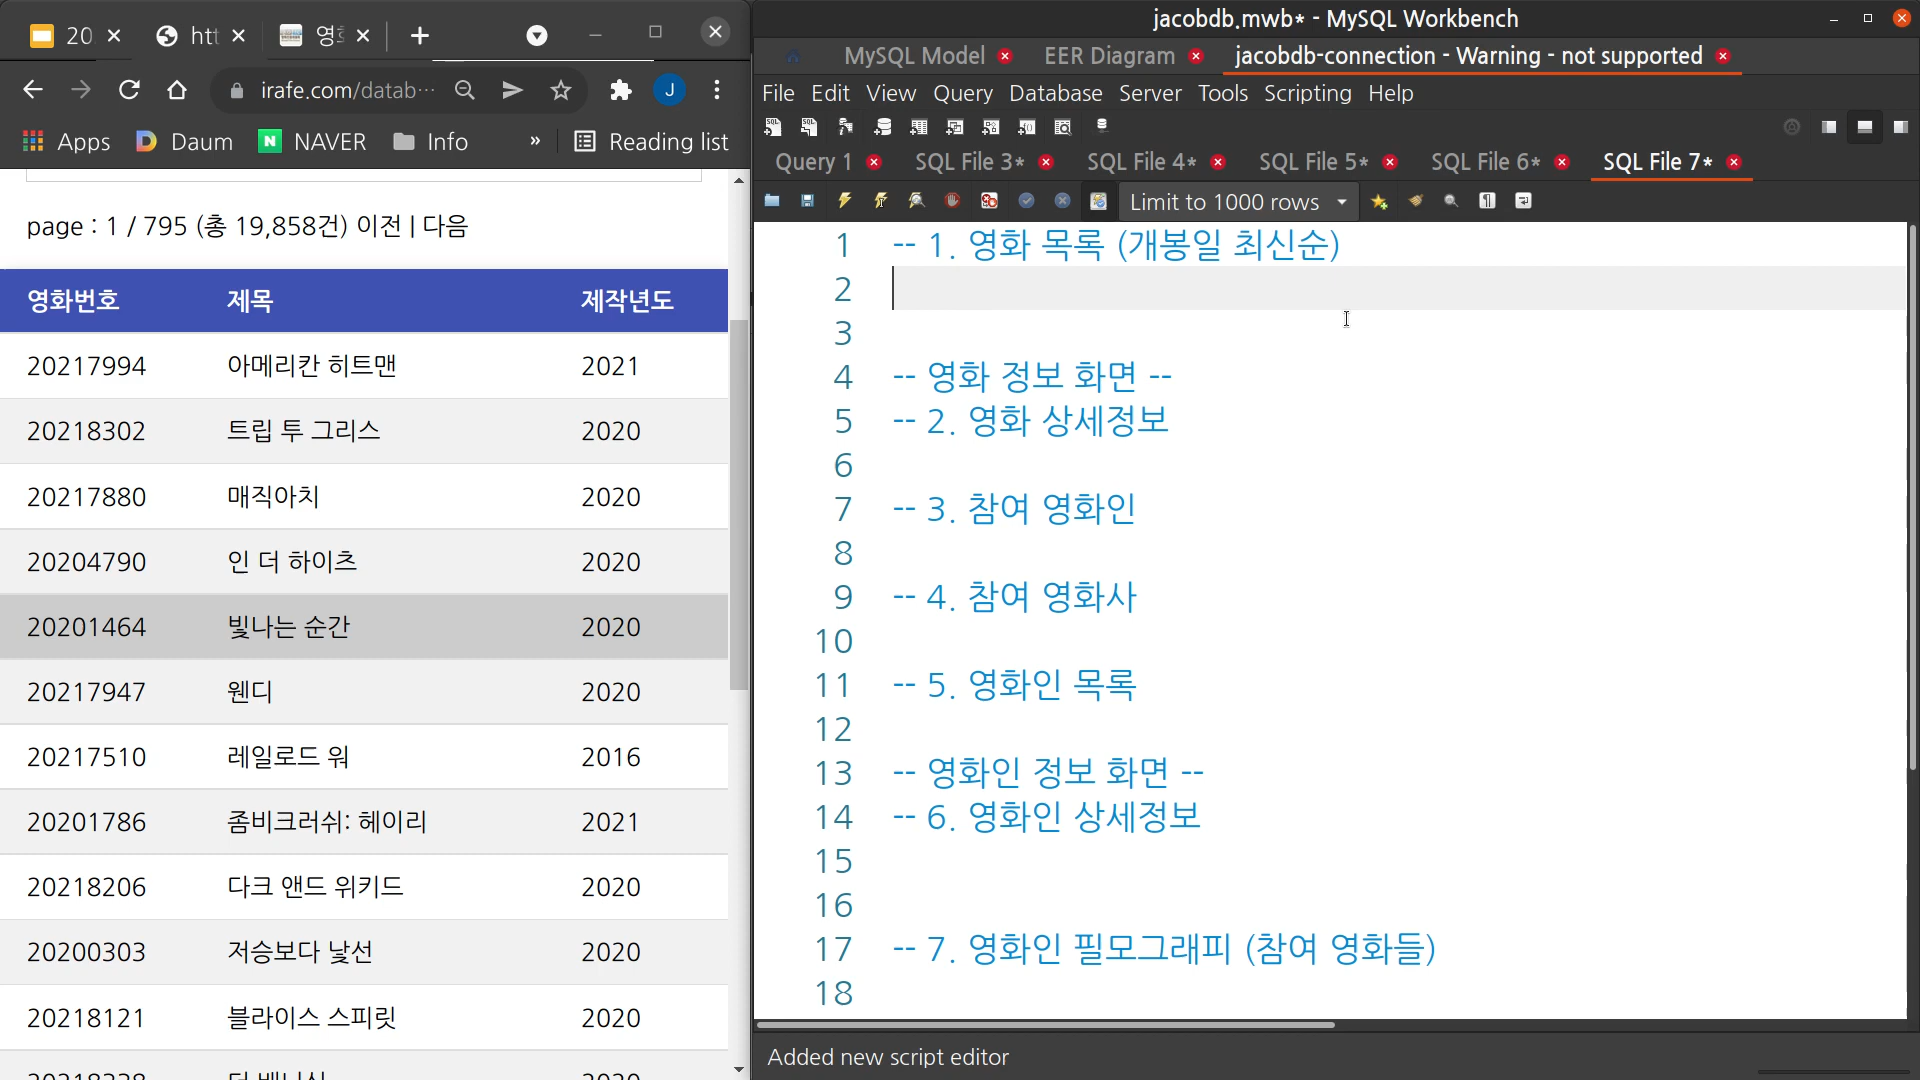 20
htt
영화
irafe.com/datab···
J
Apps
Daum
N NAVER
Info
»
Reading list
page : 1 / 795 (총 19,858건) 이전 | 다음
영화번호 제목 제작년도
20217994 아메리칸 히트맨 2021
20218302 트립 투 그리스 2020
20217880 매직아치 2020
20204790 인 더 하이츠 2020
20201464 빛나는 순간 2020
20217947 웬디 2020
20217510 레일로드 워 2016
20201786 좀비크러쉬: 헤이리 2021
20218206 다크 앤드 위키드 2020
20200303 저승보다 낯선 2020
20218121 블라이스 스피릿 2020
jacobdb.mwb* - MySQL Workbench
MySQL Model
EER Diagram
jacobdb-connection - Warning - not supported
File Edit View Query Database Server Tools Scripting Help
Query 1
SQL File 3*
SQL File 4*
SQL File 5*
SQL File 6*
SQL File 7*
Limit to 1000 rows
1 -- 1. 영화 목록 (개봉일 최신순)
2
3
4 -- 영화 정보 화면 --
5 -- 2. 영화 상세정보
6
7 -- 3. 참여 영화인
8
9 -- 4. 참여 영화사
10
11 -- 5. 영화인 목록
12
13 -- 영화인 정보 화면 --
14 -- 6. 영화인 상세정보
15
16
17 -- 7. 영화인 필모그래피 (참여 영화들)
18
Added new script editor